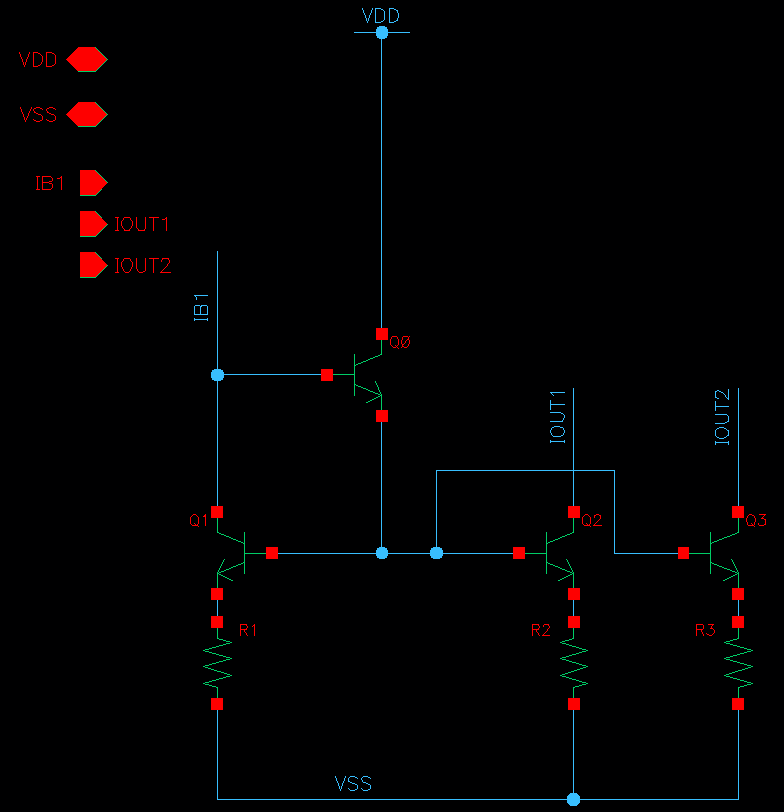 VDD
VDD
VSS
IB1
IOUT1
IOUT2
IB1
Q0
IOUT1
IOUT2
Q1
Q2
Q3
R1
R2
R3
VSS